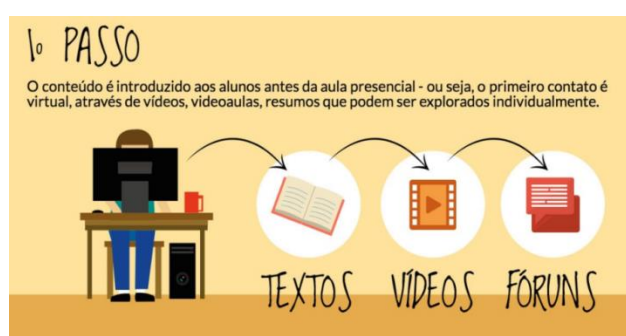 1º PASSO
O conteúdo é introduzido aos alunos antes da aula presencial - ou seja, o primeiro contato é
virtual, através de vídeos, videoaulas, resumos que podem ser explorados individualmente.
TEXTOS VÍDEOS FÓRUNS